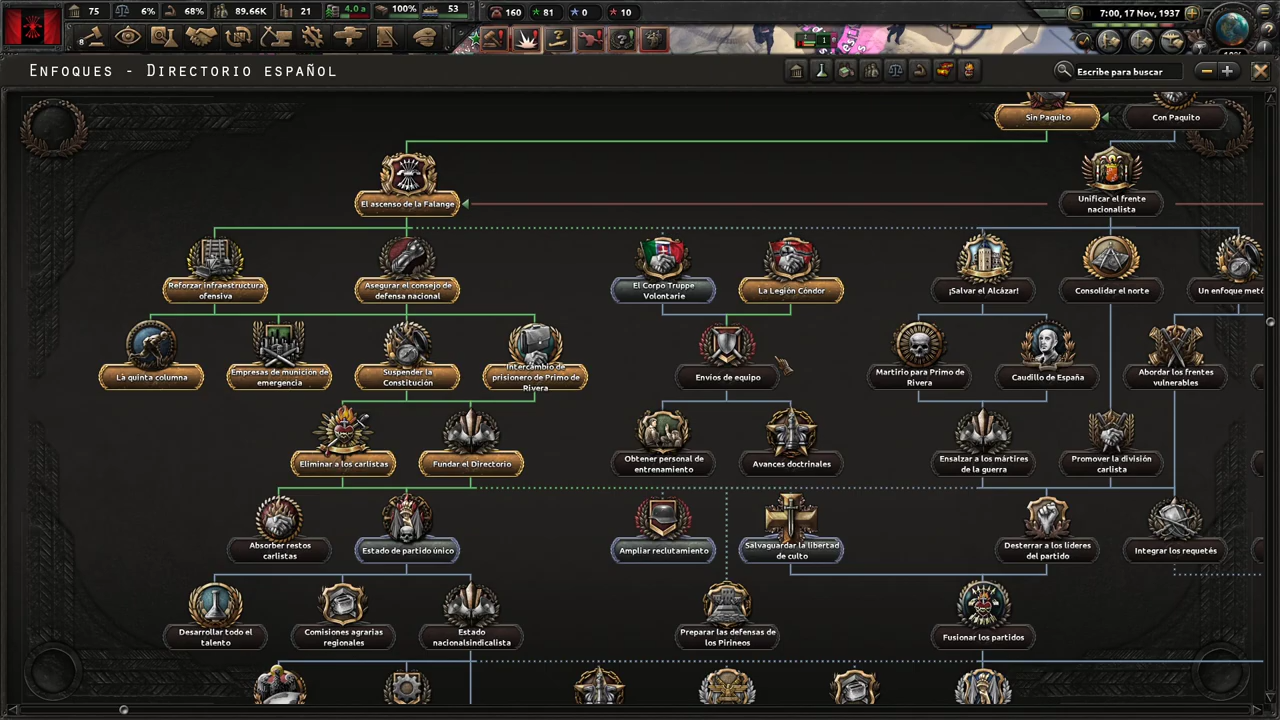 75 6% 68% 89.66K 21 4.0 a 100% 53 160 81 0 10 7:00, 17 Nov, 1937
8
1
Enfoques - Directorio español
Escribe para buscar
Sin Paquito
Con Paquito
El ascenso de la Falange
Unificar el frente
nacionalista
Reforzar infraestructura
ofensiva
Asegurar el consejo de
defensa nacional
El Corpo Truppe
Volontarie
La Legión Cóndor
¡Salvar el Alcázar!
Consolidar el norte
Un enfoque metó
La quinta columna
Empresas de munición de
emergencia
Suspender la
Constitución
Intercambio de
prisionero de Primo de
Rivera
Envíos de equipo
Martirio para Primo de
Rivera
Caudillo de España
Abordar los frentes
vulnerables
Eliminar a los carlistas
Fundar el Directorio
Obtener personal de
entrenamiento
Avances doctrinales
Ensalzar a los mártires
de la guerra
Promover la división
carlista
Absorber restos
carlistas
Estado de partido único
Ampliar reclutamiento
Salvaguardar la libertad
de culto
Desterrar a los líderes
del partido
Integrar los requetés
Desarrollar todo el
talento
Comisiones agrarias
regionales
Estado
nacionalsindicalista
Preparar las defensas de
los Pirineos
Fusionar los partidos